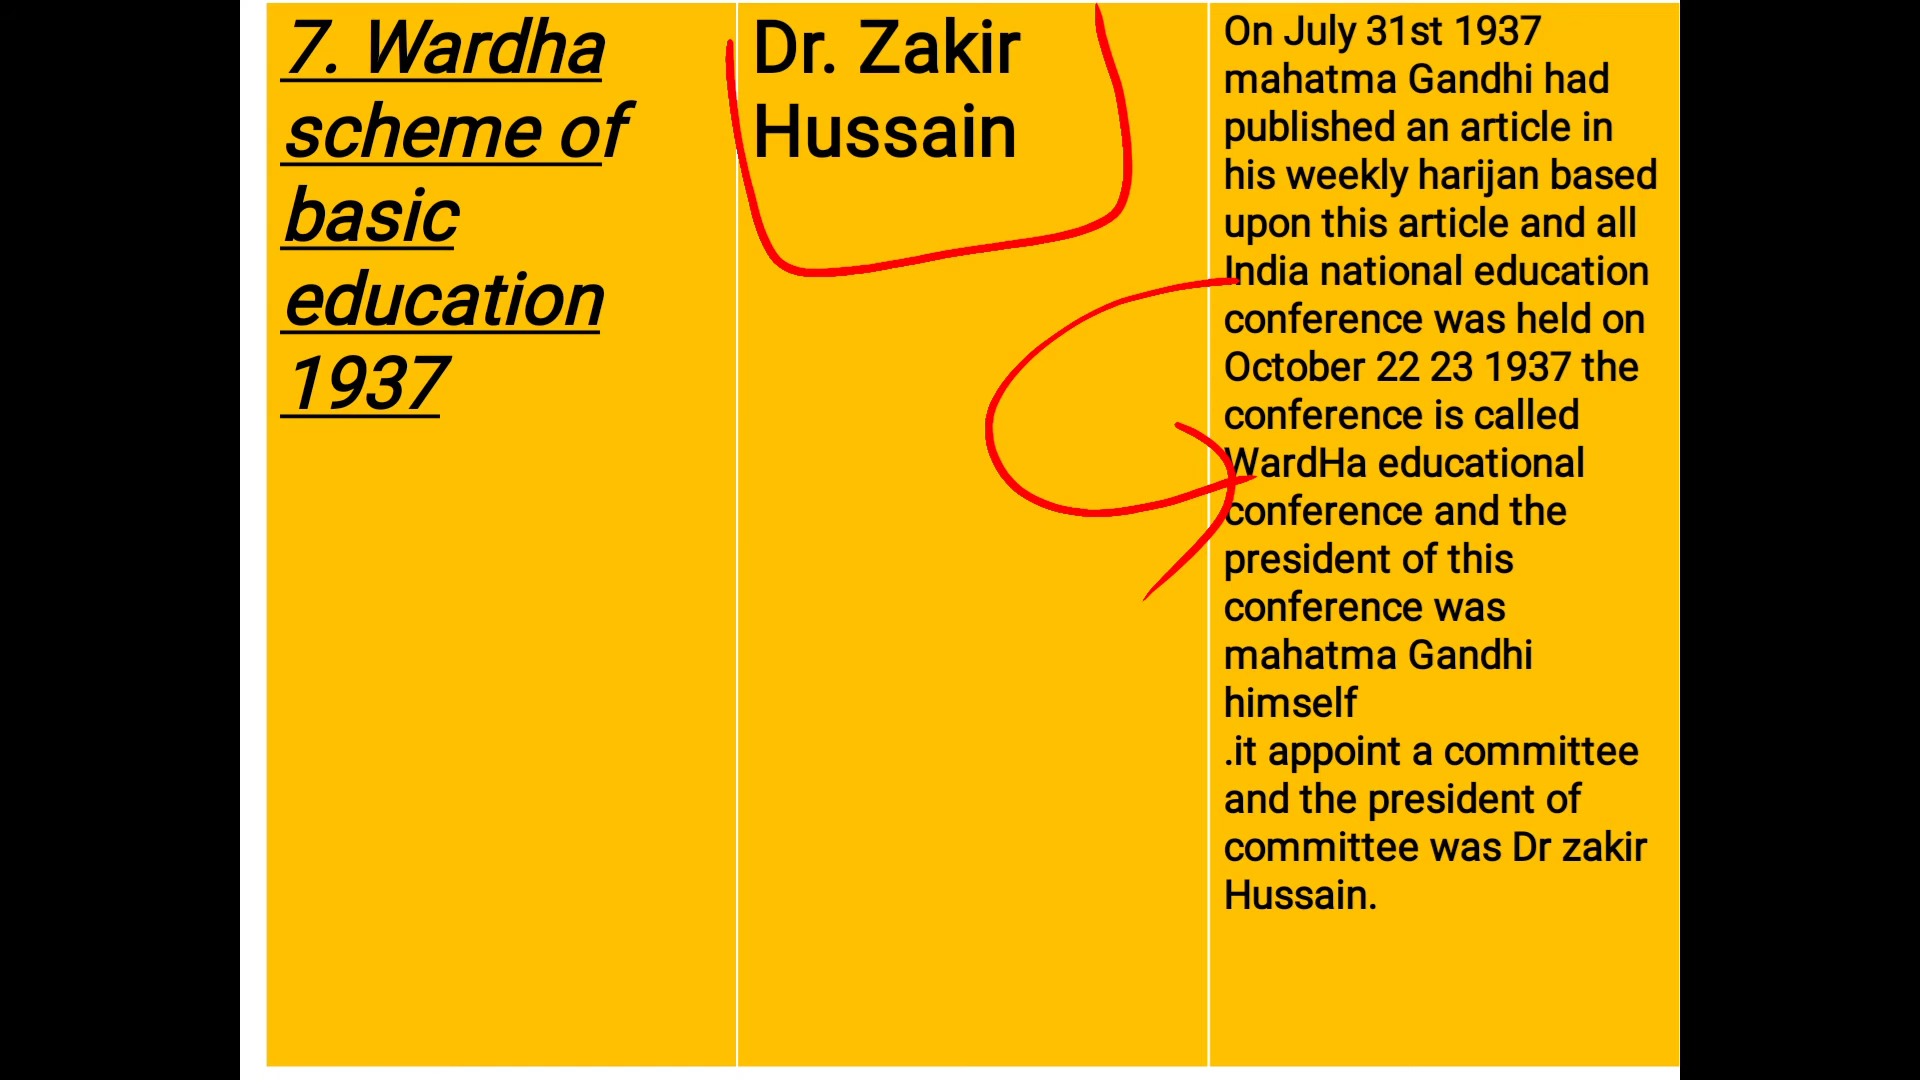 7. Wardha
scheme of
basic
education
1937
Dr. Zakir
Hussain
On July 31st 1937
mahatma Gandhi had
published an article in
his weekly harijan based
upon this article and all
India national education
conference was held on
October 22 23 1937 the
conference is called
WardHa educational
conference and the
president of this
conference was
mahatma Gandhi
himself
.it appoint a committee
and the president of
committee was Dr zakir
Hussain.